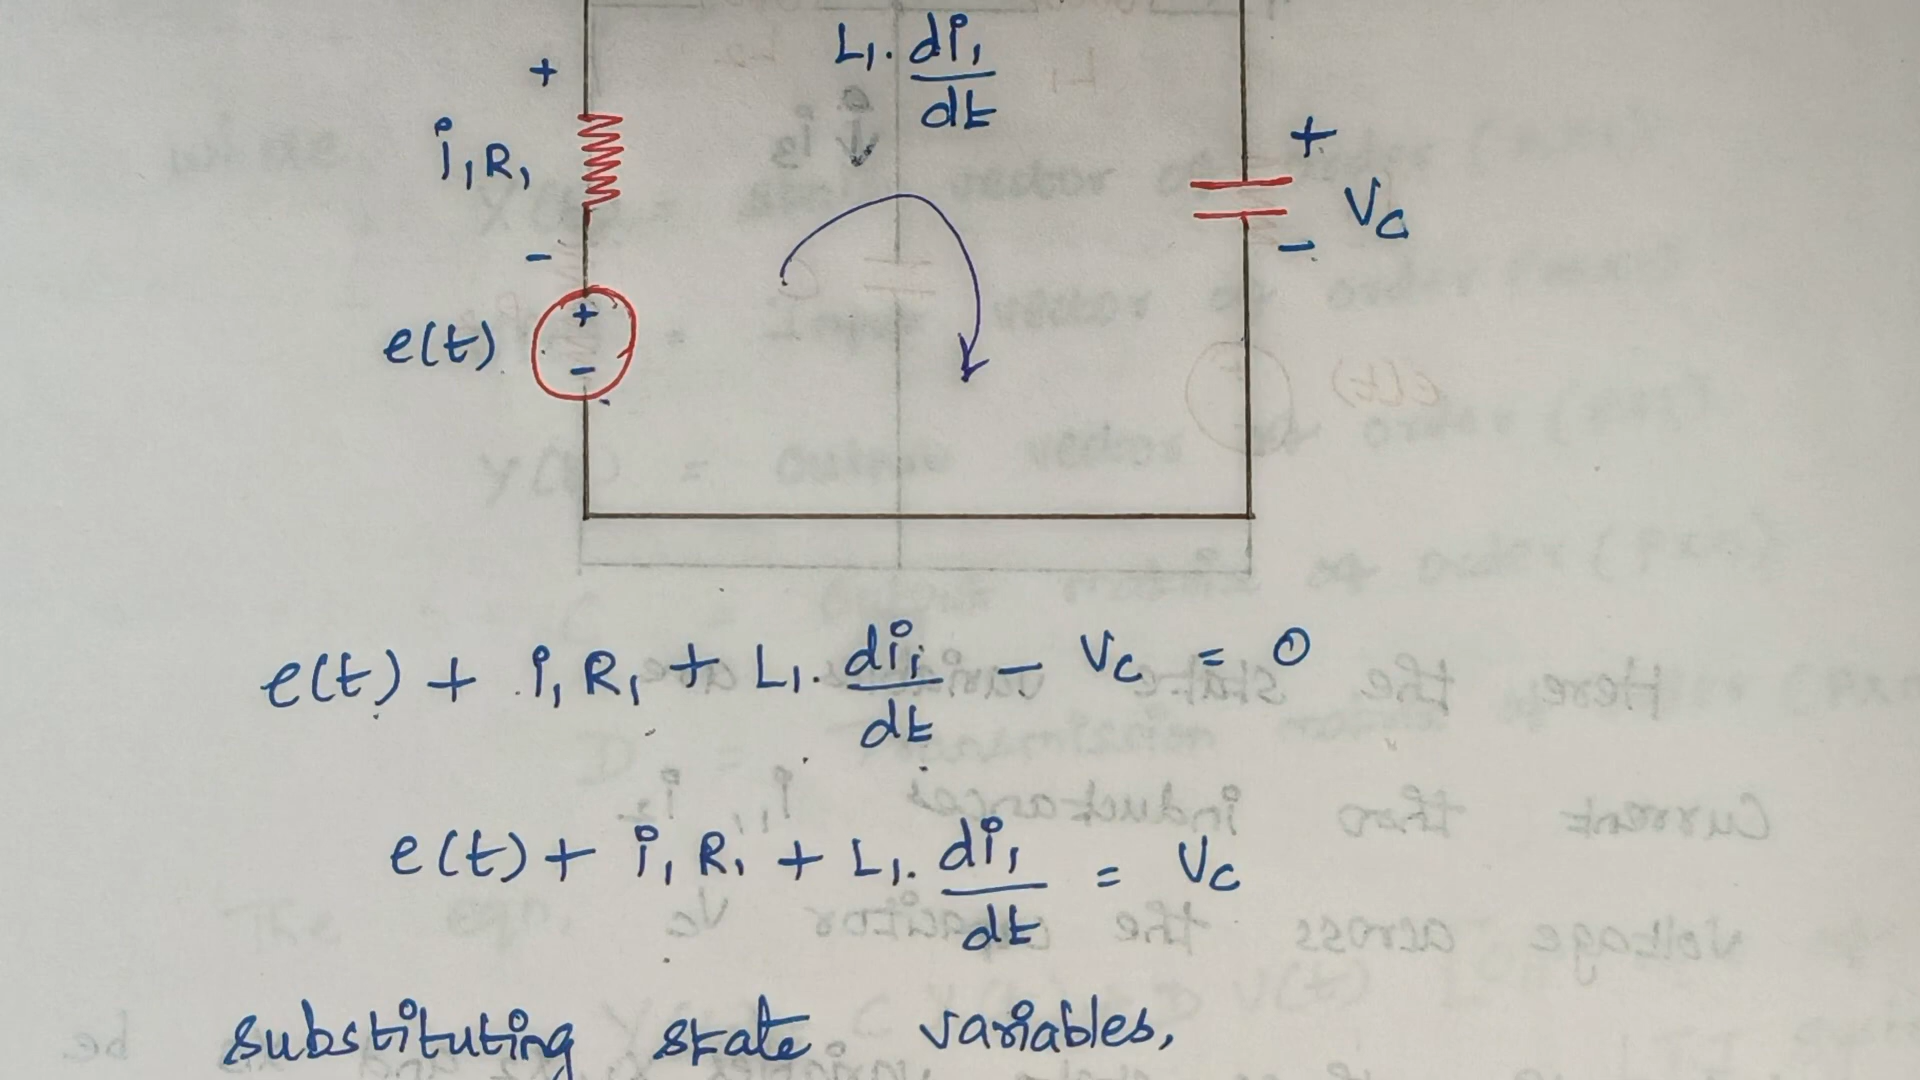 L₁. di₁/dt
+
i₁R₁
-
+
Vc
-
e(t)
+
-
e(t) + i₁R₁ + L₁. di₁/dt - Vc = 0
e(t) + i₁R₁ + L₁. di₁/dt = Vc
substituting state variables,